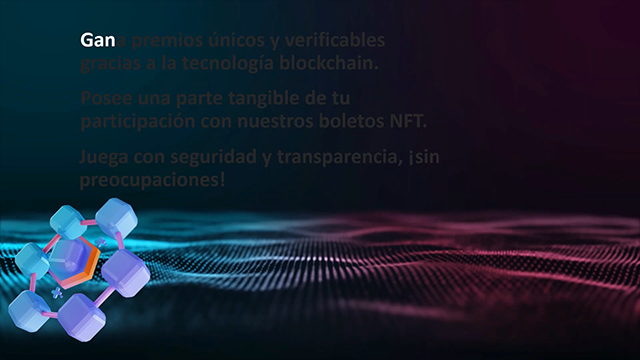 Gana premios únicos y verificables
gracias a la tecnología blockchain.
Posee una parte tangible de tu
participación con nuestros boletos NFT.
Juega con seguridad y transparencia, ¡sin
preocupaciones!